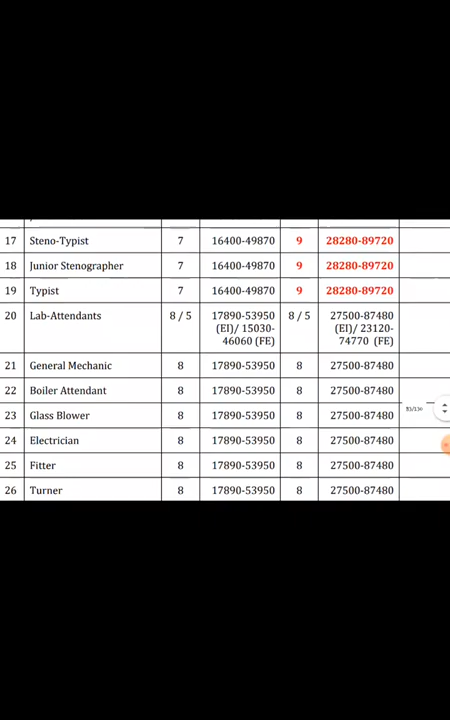 17 Steno-Typist 7 16400-49870 9 28280-89720
18 Junior Stenographer 7 16400-49870 9 28280-89720
19 Typist 7 16400-49870 9 28280-89720
20 Lab-Attendants 8 / 5 17890-53950 8 / 5 27500-87480
(EI)/ 15030- (EI)/ 23120-
46060 (FE) 74770 (FE)
21 General Mechanic 8 17890-53950 8 27500-87480
22 Boiler Attendant 8 17890-53950 8 27500-87480
23 Glass Blower 8 17890-53950 8 27500-87480
24 Electrician 8 17890-53950 8 27500-87480
25 Fitter 8 17890-53950 8 27500-87480
26 Turner 8 17890-53950 8 27500-87480